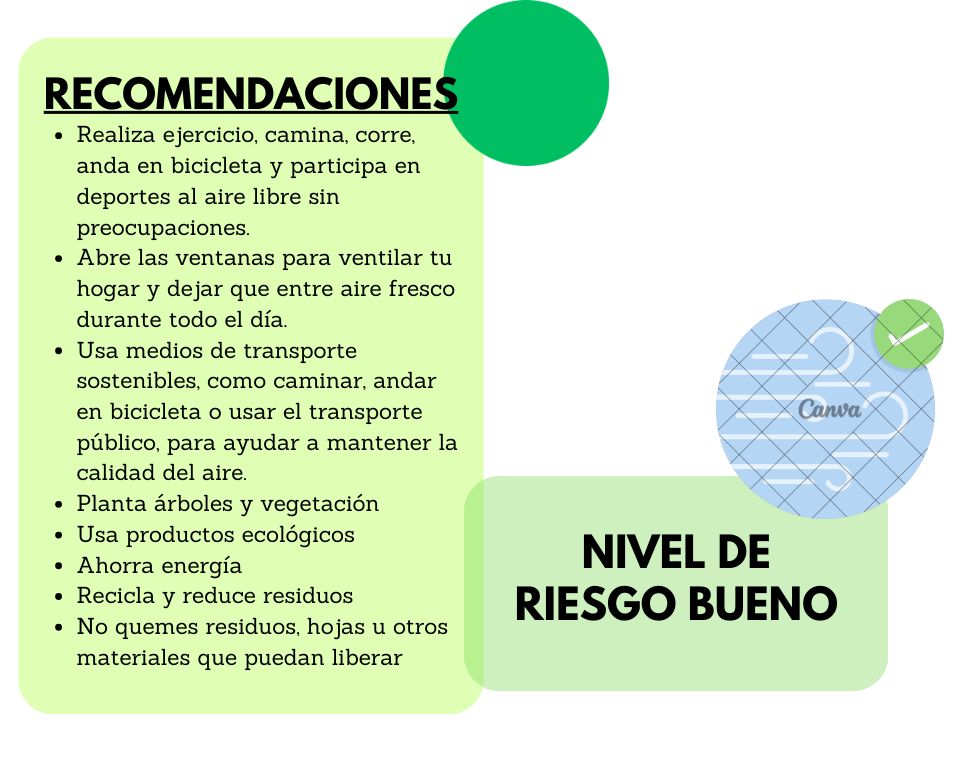 RECOMENDACIONES
• Realiza ejercicio, camina, corre,
anda en bicicleta y participa en
deportes al aire libre sin
preocupaciones.
• Abre las ventanas para ventilar tu
hogar y dejar que entre aire fresco
durante todo el día.
• Usa medios de transporte
sostenibles, como caminar, andar
en bicicleta o usar el transporte
público, para ayudar a mantener la
calidad del aire.
• Planta árboles y vegetación
• Usa productos ecológicos
• Ahorra energía
• Recicla y reduce residuos
• No quemes residuos, hojas u otros
materiales que puedan liberar
Canva
NIVEL DE
RIESGO BUENO